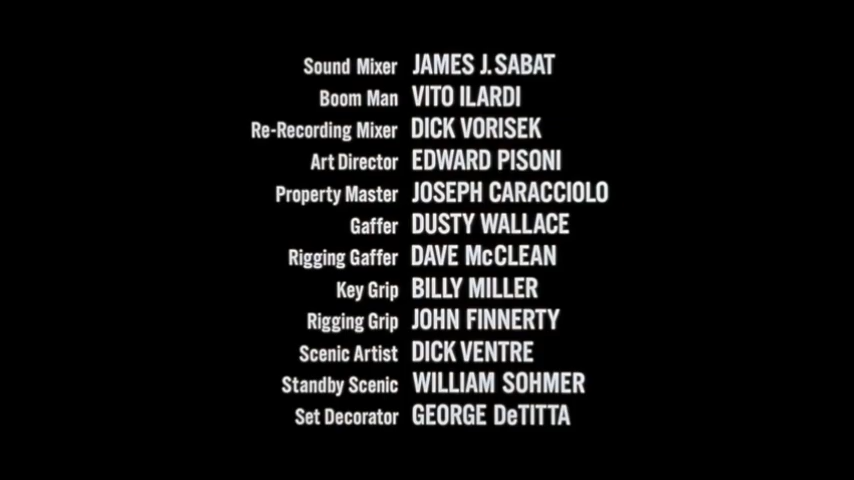 Sound Mixer JAMES J. SABAT
Boom Man VITO ILARDI
Re-Recording Mixer DICK VORISEK
Art Director EDWARD PISONI
Property Master JOSEPH CARACCIOLO
Gaffer DUSTY WALLACE
Rigging Gaffer DAVE McCLEAN
Key Grip BILLY MILLER
Rigging Grip JOHN FINNERTY
Scenic Artist DICK VENTRE
Standby Scenic WILLIAM SOHMER
Set Decorator GEORGE DeTITTA